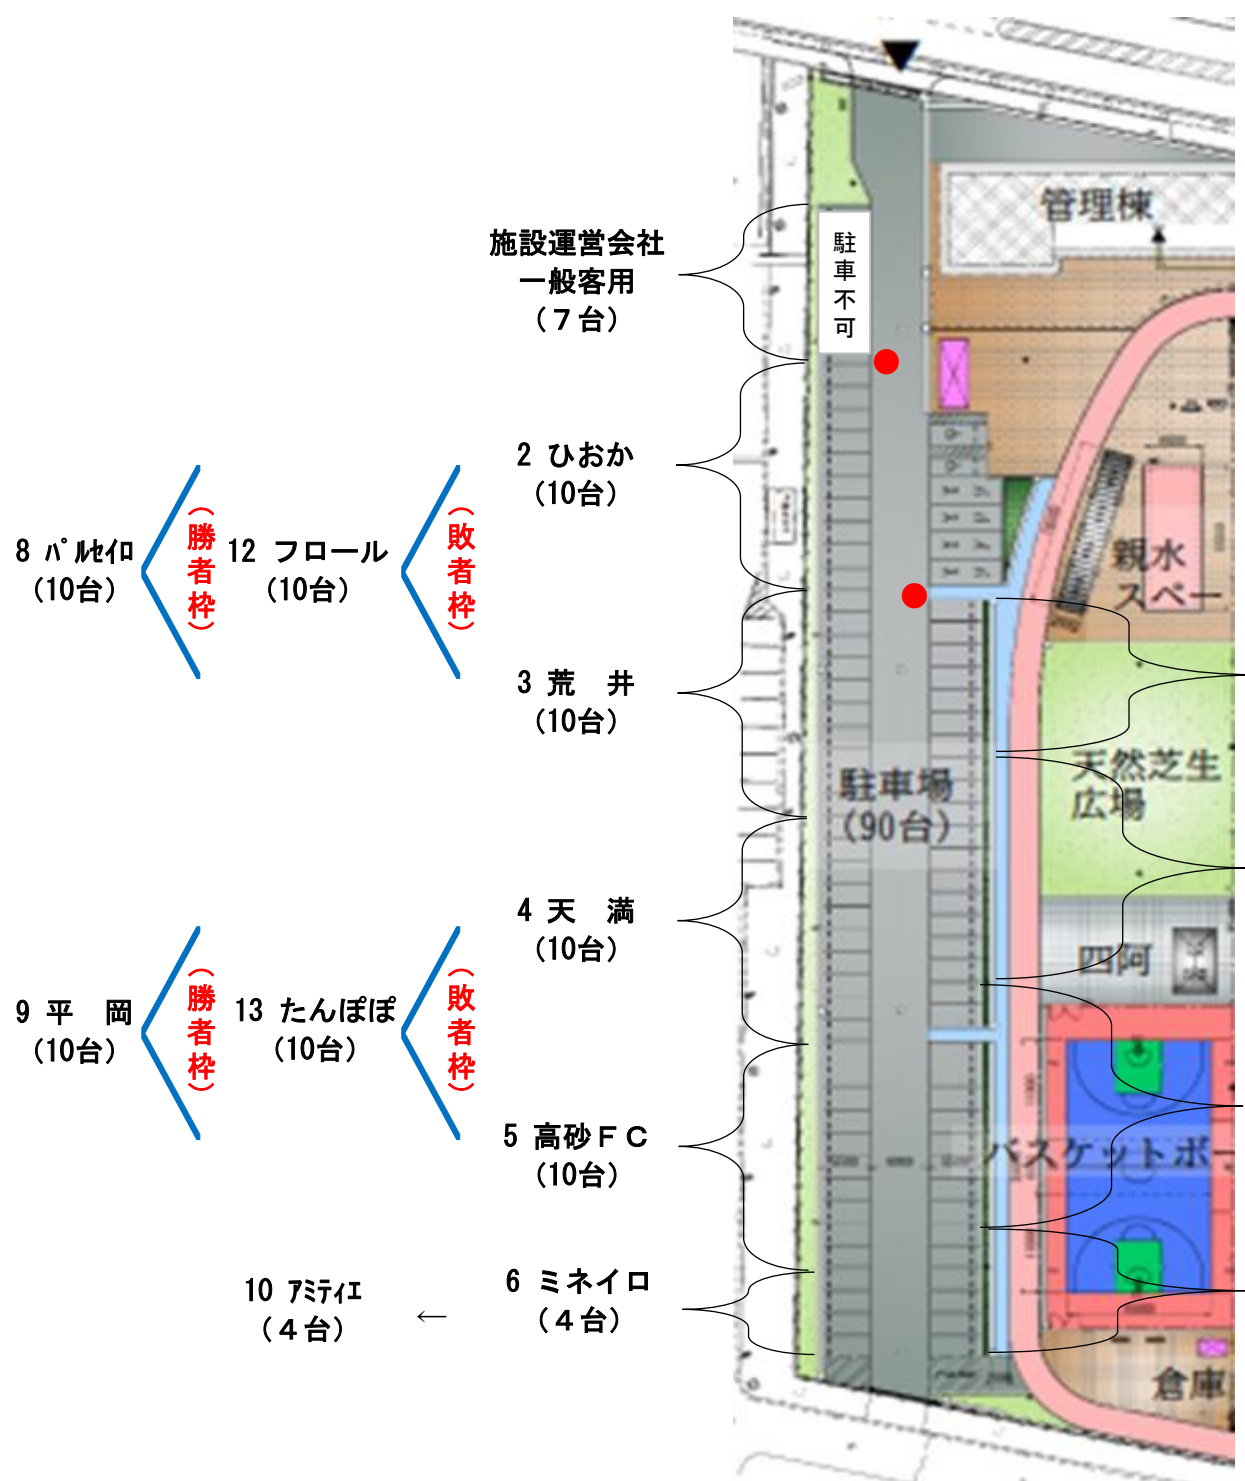 施設運営会社
一般客用
（７台）
駐車不可
管理棟
2 ひおか
(10台)
8 ﾊﾟﾙｾｲﾛ
(10台)
（勝者枠）
12 フロール
(10台)
（敗者枠）
親水
スペー
3 荒　井
(10台)
天然芝生
広場
駐車場
(90台)
4 天　満
(10台)
四阿
9 平　岡
(10台)
（勝者枠）
13 たんぽぽ
(10台)
（敗者枠）
5 高砂ＦＣ
(10台)
バスケットボー
10 ｱﾐﾃｨｴ
（４台）
←
6 ミネイロ
（４台）
倉庫